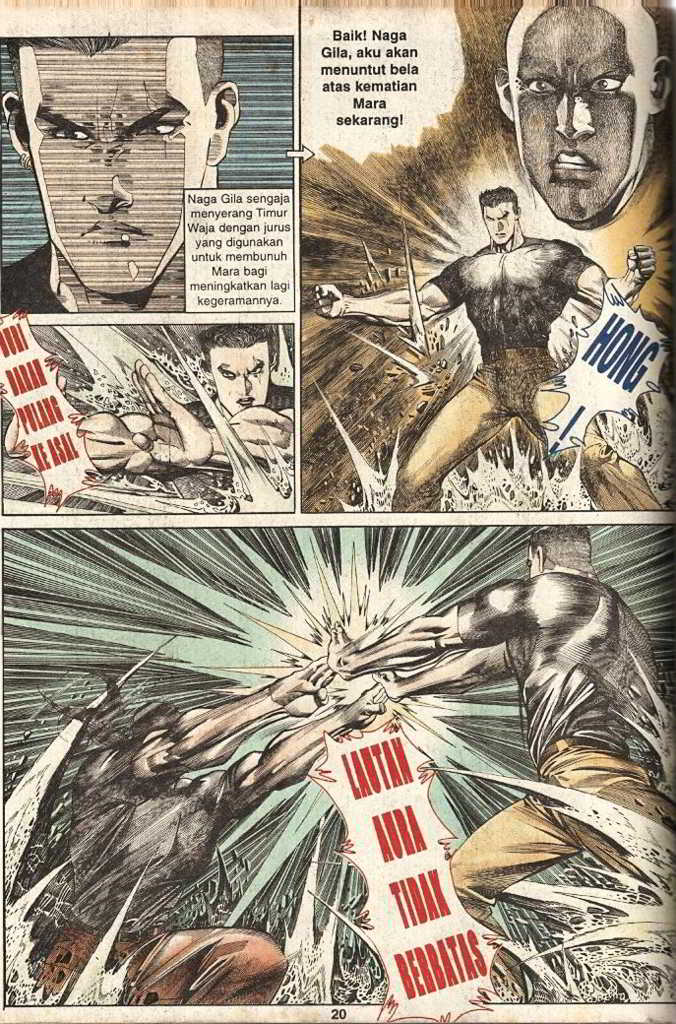 Naga Gila sengaja
menyerang Timur
Waja dengan jurus
yang digunakan
untuk membunuh
Mara bagi
meningkatkan lagi
kegeramannya.
Baik! Naga
Gila, aku akan
menuntut bela
atas kematian
Mara
sekarang!
HONG
!
PULANG
KE ASAL
LAUTAN
AURA
TIDAK
BERBATAS
20